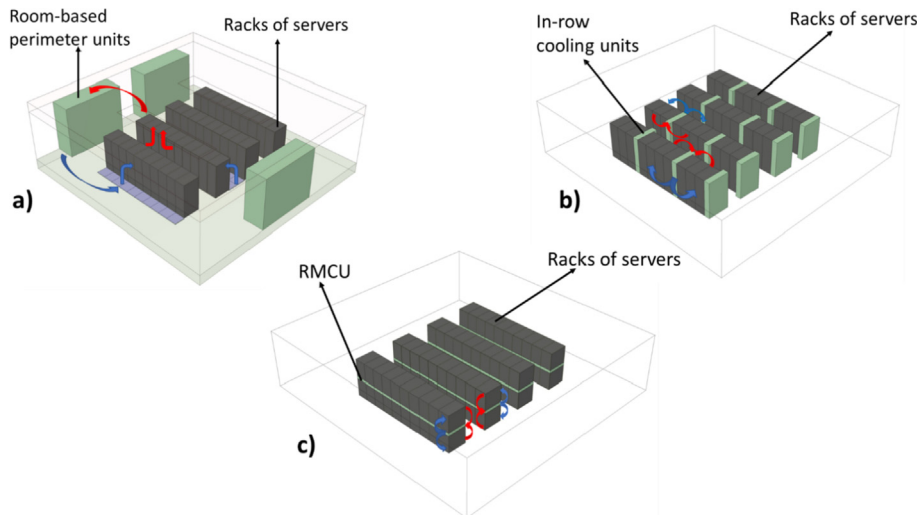 Room-based
perimeter units
Racks of servers
a)
In-row
cooling units
Racks of servers
b)
RMCU
Racks of servers
c)